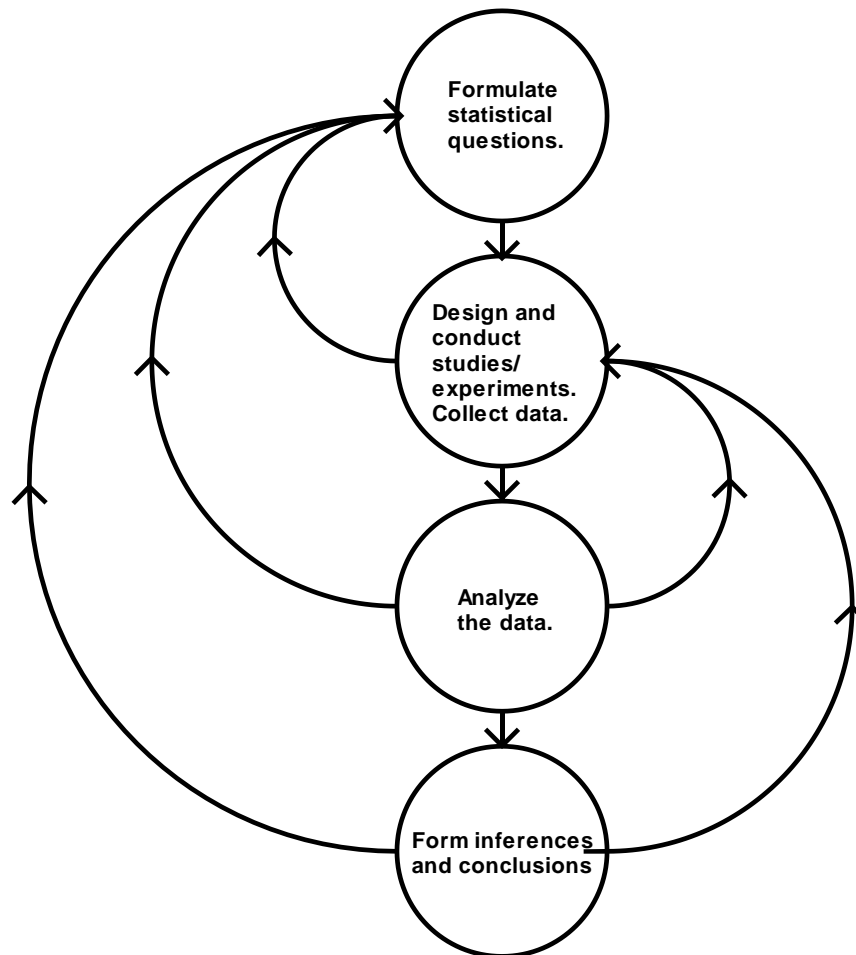 Formulate
statistical
questions.
Design and
conduct
studies/
experiments.
Collect data.
Analyze
the data.
Form inferences
and conclusions